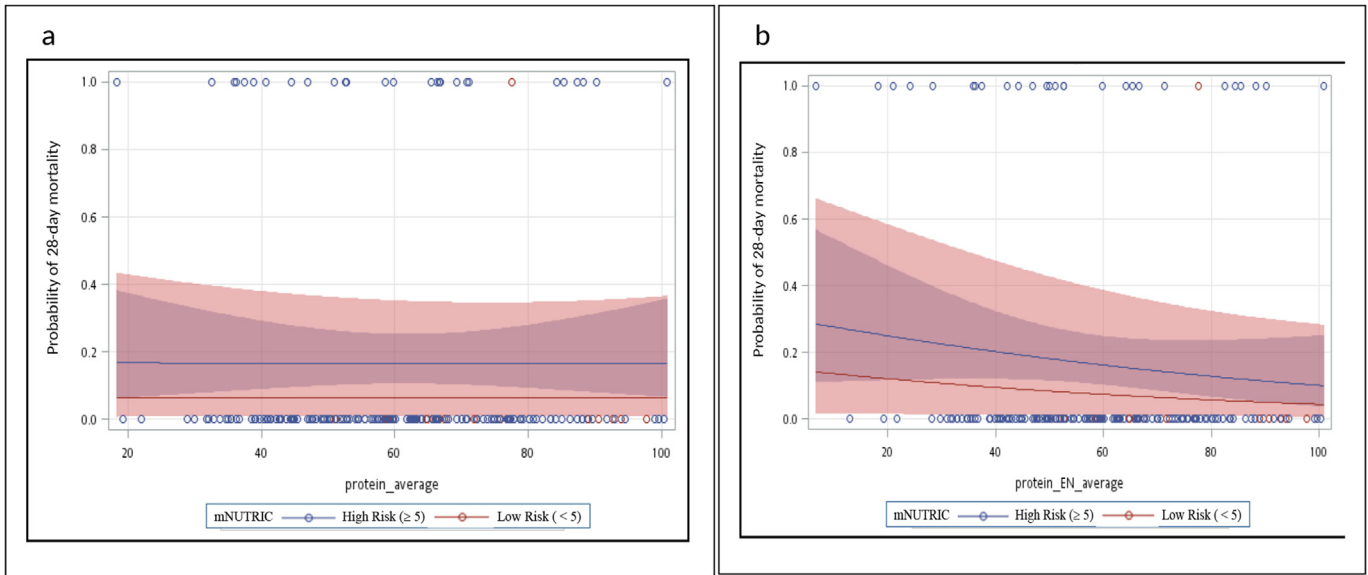 a
Probability of 28-day mortality
1.0
0.8
0.6
0.4
0.2
0.0
20 40 60 80 100
protein_average
mNUTRIC High Risk (≥ 5) Low Risk ( < 5)
b
Probability of 28-day mortality
1.0
0.8
0.6
0.4
0.2
0.0
20 40 60 80 100
protein_EN_average
mNUTRIC High Risk (≥ 5) Low Risk ( < 5)